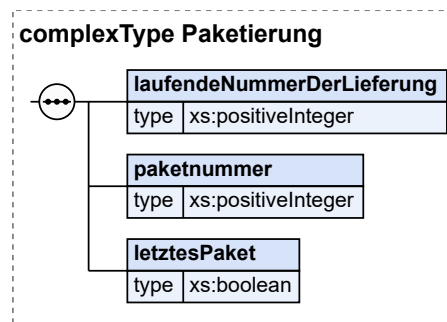 complexType Paketierung
laufendeNummerDerLieferung
type xs:positiveInteger
paketnummer
type xs:positiveInteger
letztesPaket
type xs:boolean